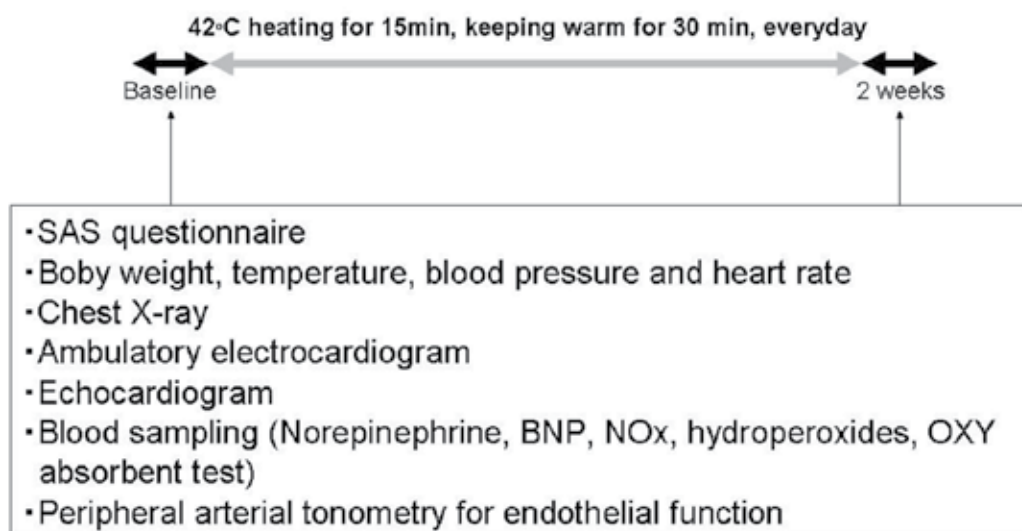 42°C heating for 15min, keeping warm for 30 min, everyday
Baseline
2 weeks
·SAS questionnaire
·Boby weight, temperature, blood pressure and heart rate
·Chest X-ray
·Ambulatory electrocardiogram
·Echocardiogram
·Blood sampling (Norepinephrine, BNP, NOx, hydroperoxides, OXY
absorbent test)
·Peripheral arterial tonometry for endothelial function